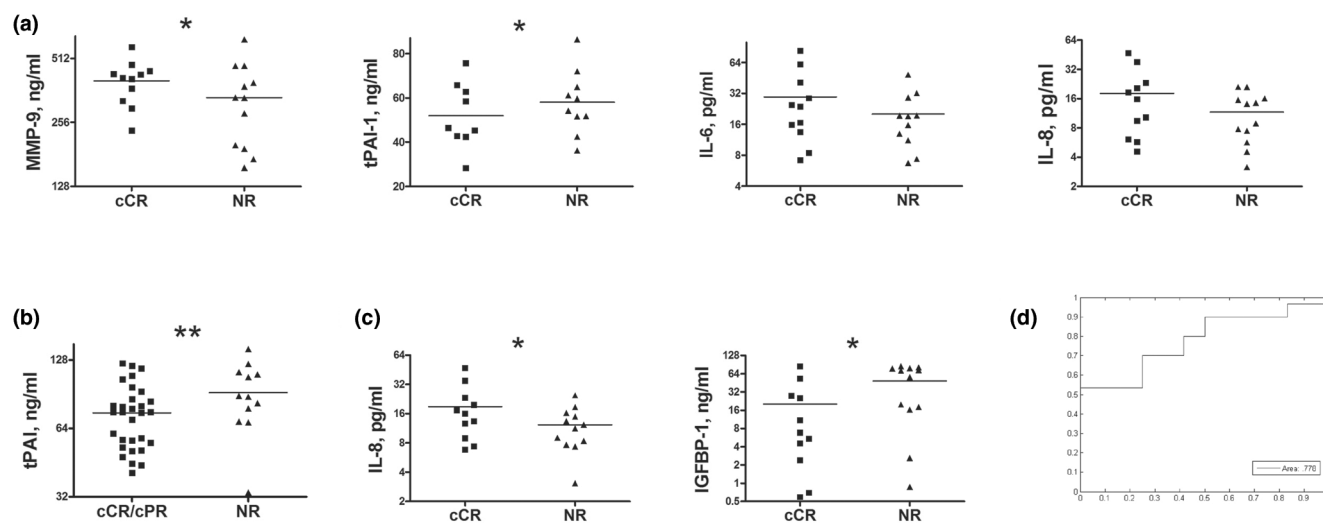 (a)
*
MMP-9, ng/ml
512
256
128
cCR
NR
*
tPAI-1, ng/ml
80
60
40
20
cCR
NR
IL-6, pg/ml
64
32
16
8
4
cCR
NR
IL-8, pg/ml
64
32
16
8
4
2
cCR
NR
(b)
**
tPAI, ng/ml
128
64
32
cCR/cPR
NR
(c)
*
IL-8, pg/ml
64
32
16
8
4
2
cCR
NR
*
IGFBP-1, ng/ml
128
64
32
16
8
4
2
1
0.5
cCR
NR
(d)
1
0.9
0.8
0.7
0.6
0.5
0.4
0.3
0.2
0.1
0
Area: .778
0 0.1 0.2 0.3 0.4 0.5 0.6 0.7 0.8 0.9